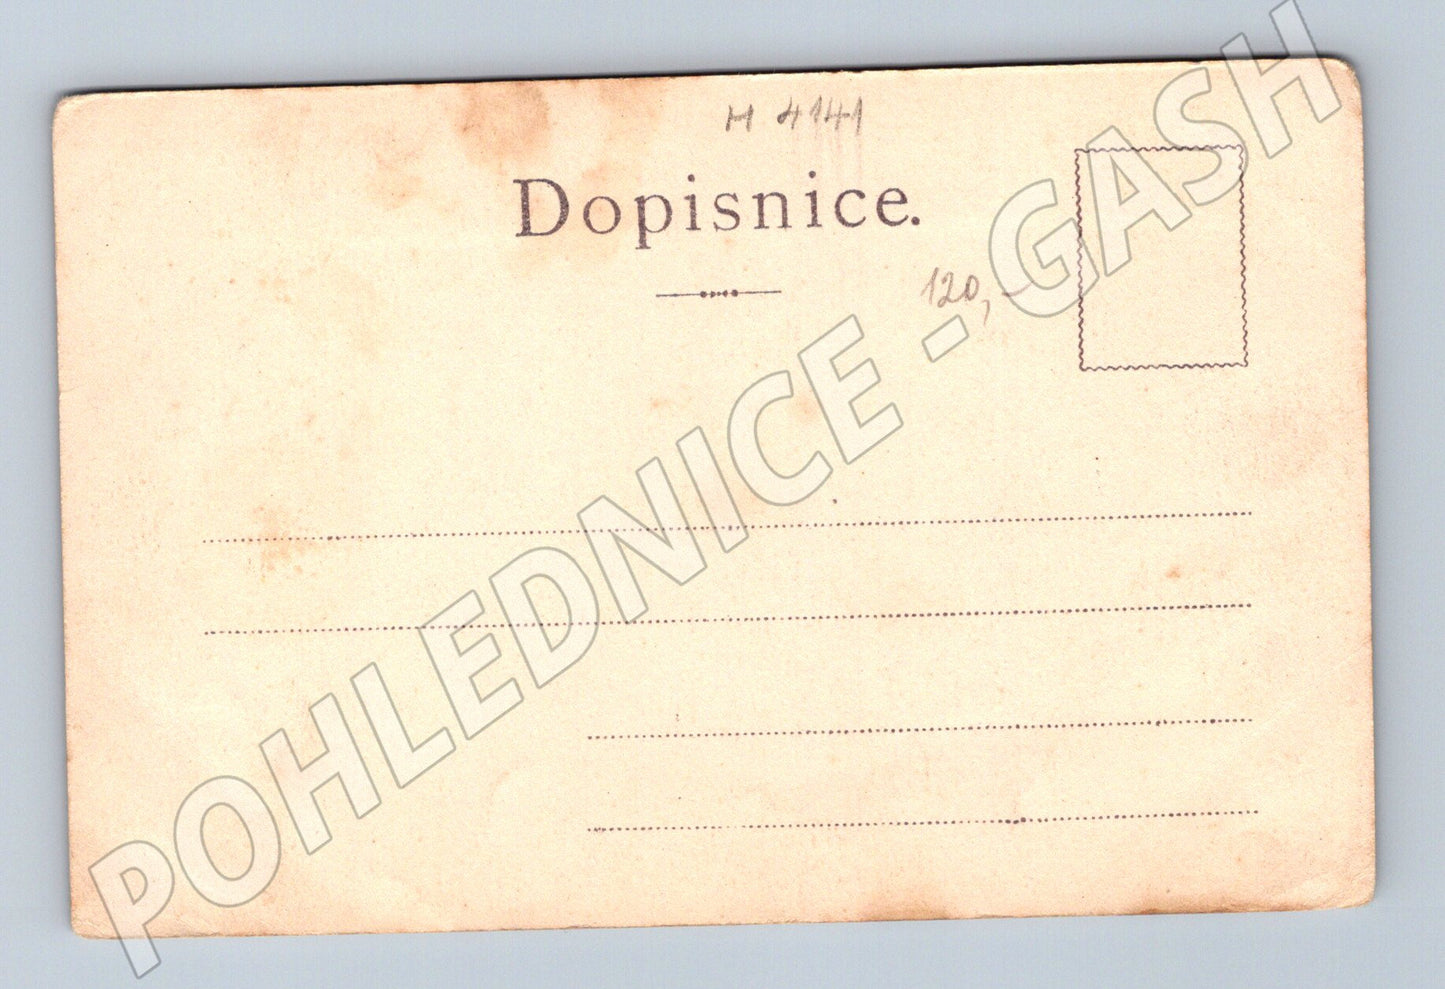 H 4141
Dopisnice.
120,-
POHLEDNICE - GASH